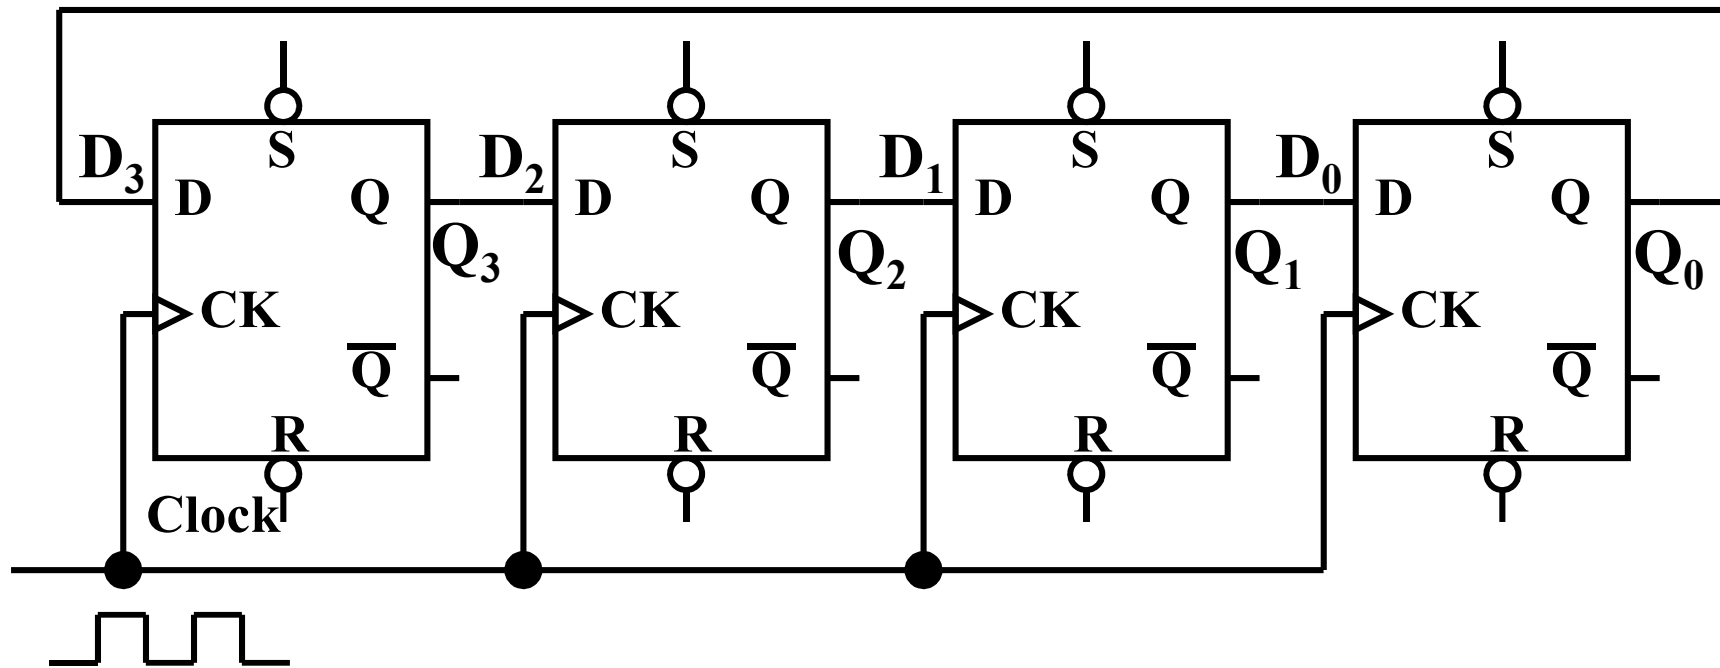 S S S S
D₃ D₂ D₁ D₀
D Q D Q D Q D Q
Q₃ Q₂ Q₁ Q₀
CK CK CK CK
Q̅ Q̅ Q̅ Q̅
R R R R
Clock